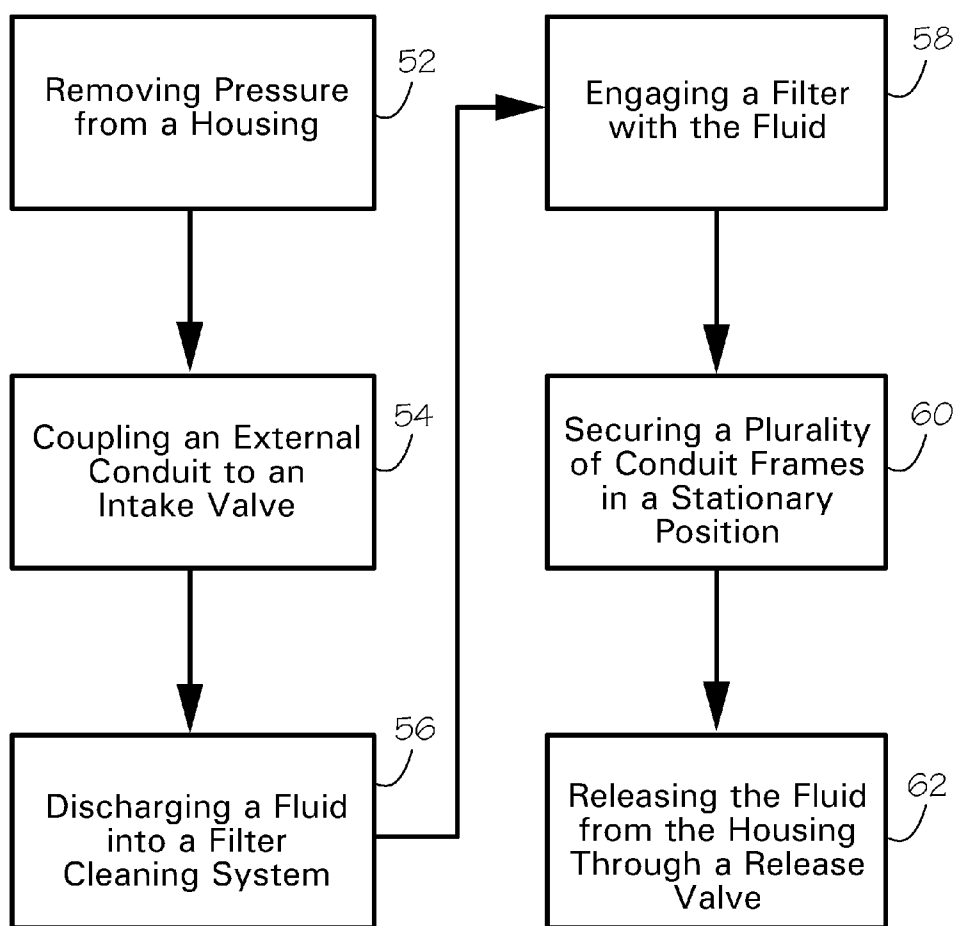 Removing Pressure
from a Housing
52
Coupling an External
Conduit to an
Intake Valve
54
Discharging a Fluid
into a Filter
Cleaning System
56
Engaging a Filter
with the Fluid
58
Securing a Plurality
of Conduit Frames
in a Stationary
Position
60
Releasing the Fluid
from the Housing
Through a Release
Valve
62